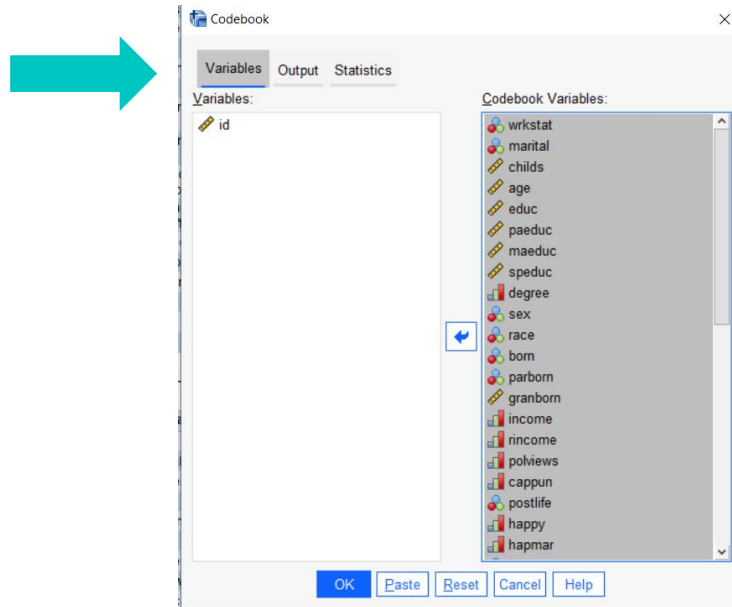 Codebook
Variables Output Statistics
Variables:
Codebook Variables:
id
wrkstat
marital
childs
age
educ
paeduc
maeduc
speduc
degree
sex
race
born
parborn
granborn
income
rincome
polviews
cappun
postlife
happy
hapmar
OK Paste Reset Cancel Help